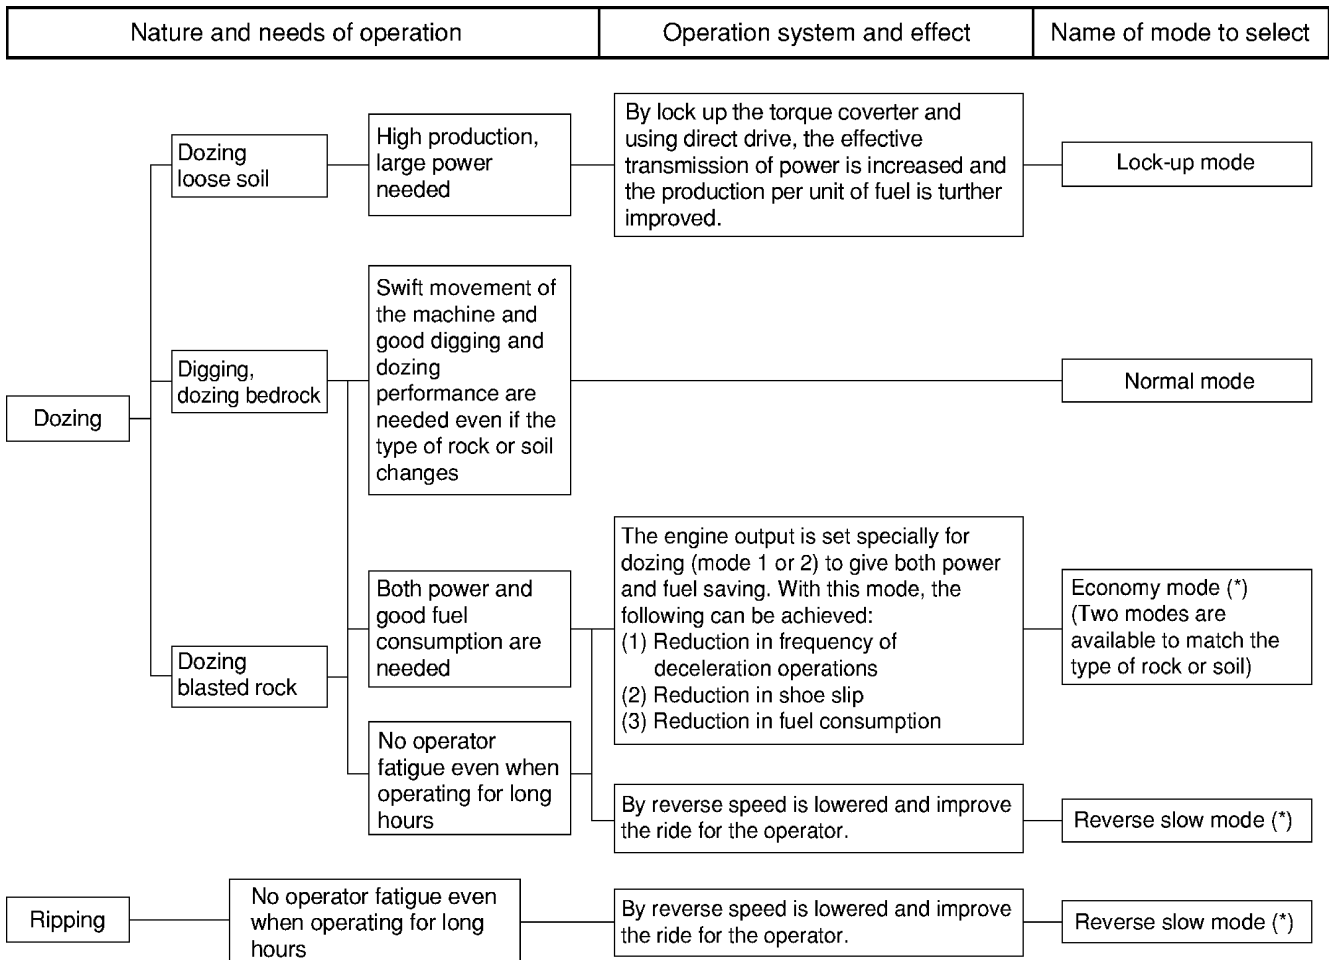 Nature and needs of operation
Operation system and effect
Name of mode to select
Dozing
Dozing
loose soil
High production,
large power
needed
By lock up the torque coverter and
using direct drive, the effective
transmission of power is increased and
the production per unit of fuel is turther
improved.
Lock-up mode
Digging,
dozing bedrock
Swift movement of
the machine and
good digging and
dozing
performance are
needed even if the
type of rock or soil
changes
Normal mode
Dozing
blasted rock
Both power and
good fuel
consumption are
needed
The engine output is set specially for
dozing (mode 1 or 2) to give both power
and fuel saving. With this mode, the
following can be achieved:
(1) Reduction in frequency of
deceleration operations
(2) Reduction in shoe slip
(3) Reduction in fuel consumption
Economy mode (*)
(Two modes are
available to match the
type of rock or soil)
No operator
fatigue even when
operating for long
hours
By reverse speed is lowered and improve
the ride for the operator.
Reverse slow mode (*)
Ripping
No operator fatigue even
when operating for long
hours
By reverse speed is lowered and improve
the ride for the operator.
Reverse slow mode (*)